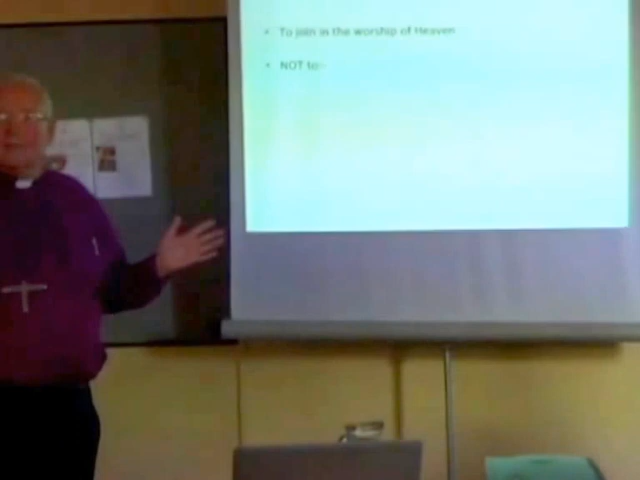 • To join in the worship of Heaven
• NOT to:-